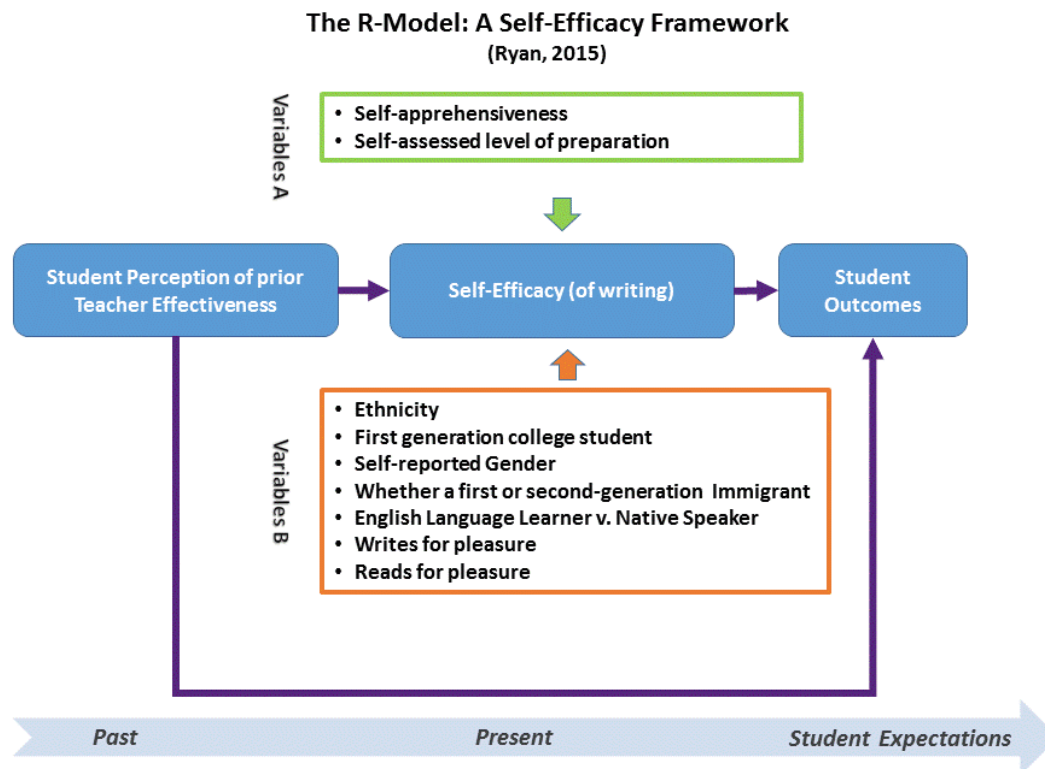 The R-Model: A Self-Efficacy Framework
(Ryan, 2015)
Variables A
• Self-apprehensiveness
• Self-assessed level of preparation
Student Perception of prior
Teacher Effectiveness
Self-Efficacy (of writing)
Student
Outcomes
Variables B
• Ethnicity
• First generation college student
• Self-reported Gender
• Whether a first or second-generation Immigrant
• English Language Learner v. Native Speaker
• Writes for pleasure
• Reads for pleasure
Past
Present
Student Expectations